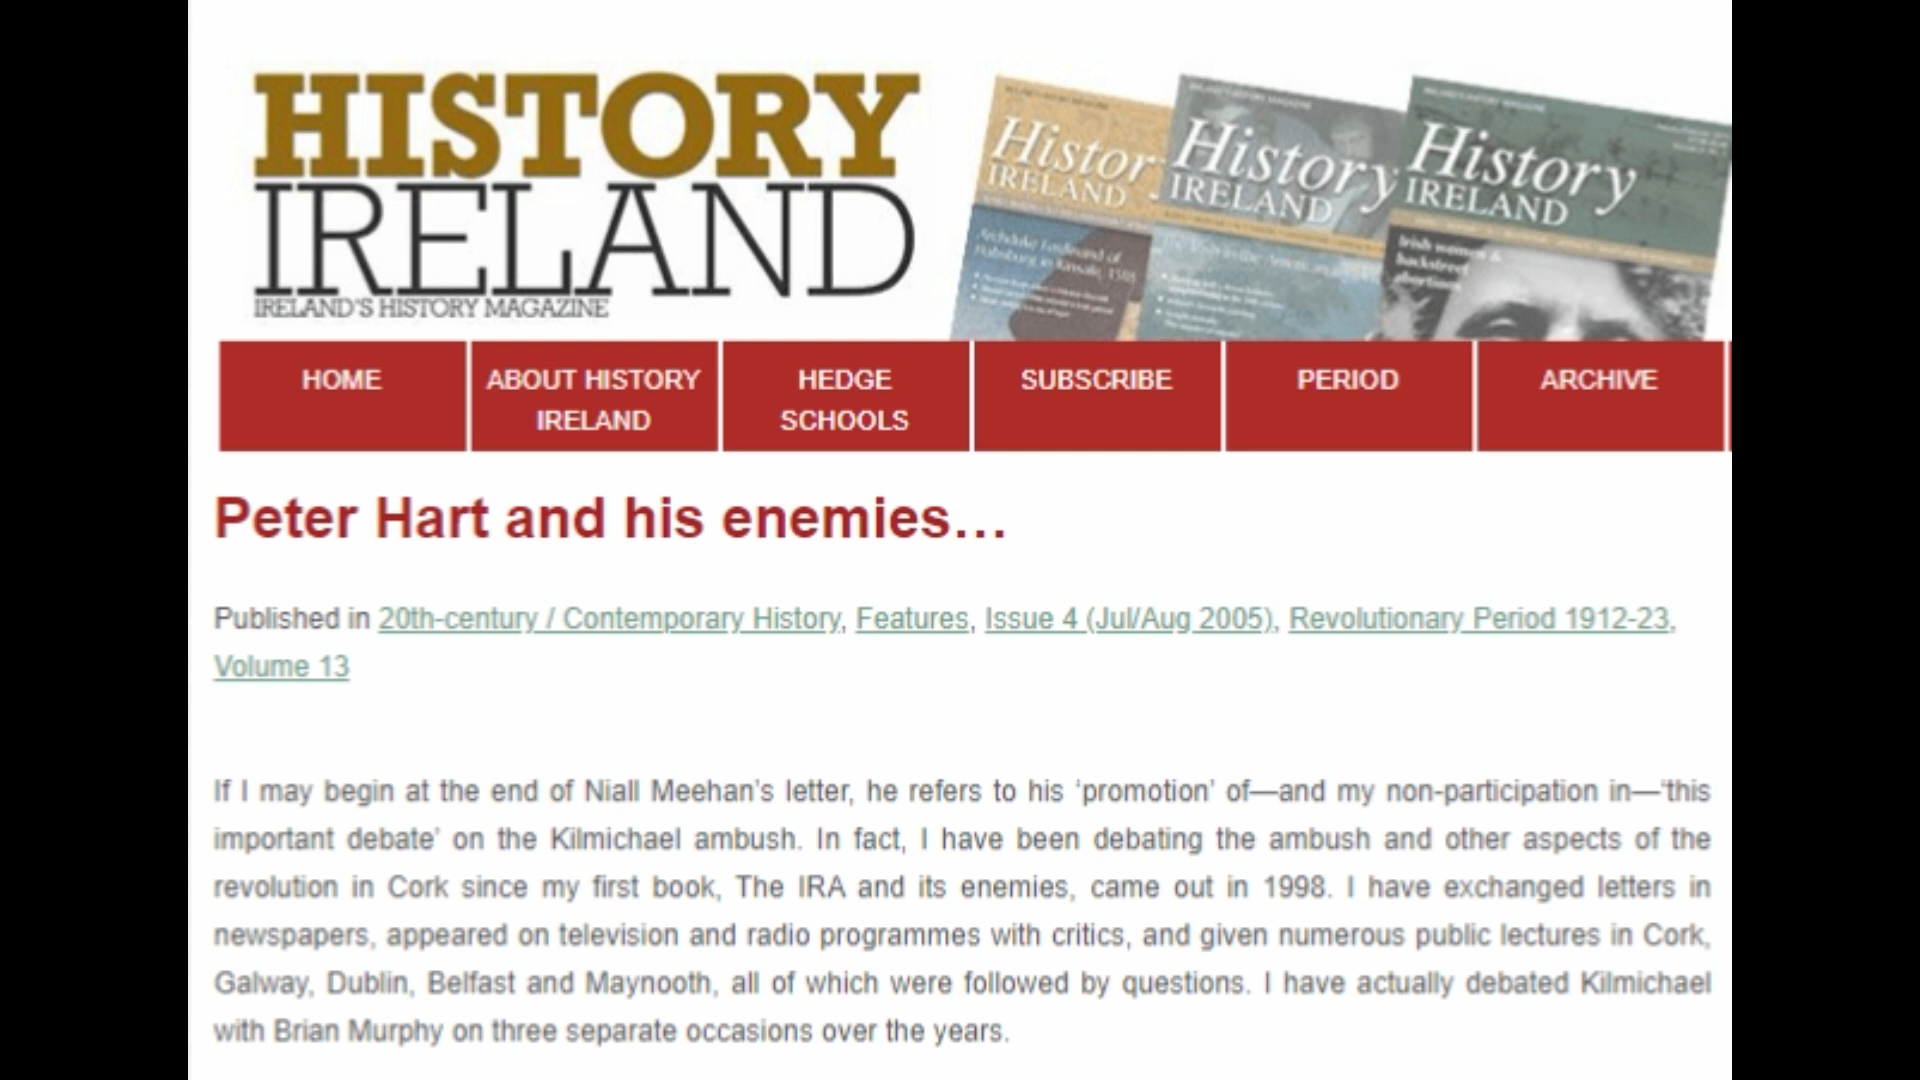 HISTORY
IRELAND
IRELAND'S HISTORY MAGAZINE
History
IRELAND
History
IRELAND
History
IRELAND
Irish women &
backstreet
abortion
HOME
ABOUT HISTORY
IRELAND
HEDGE
SCHOOLS
SUBSCRIBE
PERIOD
ARCHIVE
Peter Hart and his enemies…
Published in 20th-century / Contemporary History, Features, Issue 4 (Jul/Aug 2005), Revolutionary Period 1912-23,
Volume 13
If I may begin at the end of Niall Meehan’s letter, he refers to his ‘promotion’ of—and my non-participation in—‘this
important debate’ on the Kilmichael ambush. In fact, I have been debating the ambush and other aspects of the
revolution in Cork since my first book, The IRA and its enemies, came out in 1998. I have exchanged letters in
newspapers, appeared on television and radio programmes with critics, and given numerous public lectures in Cork,
Galway, Dublin, Belfast and Maynooth, all of which were followed by questions. I have actually debated Kilmichael
with Brian Murphy on three separate occasions over the years.